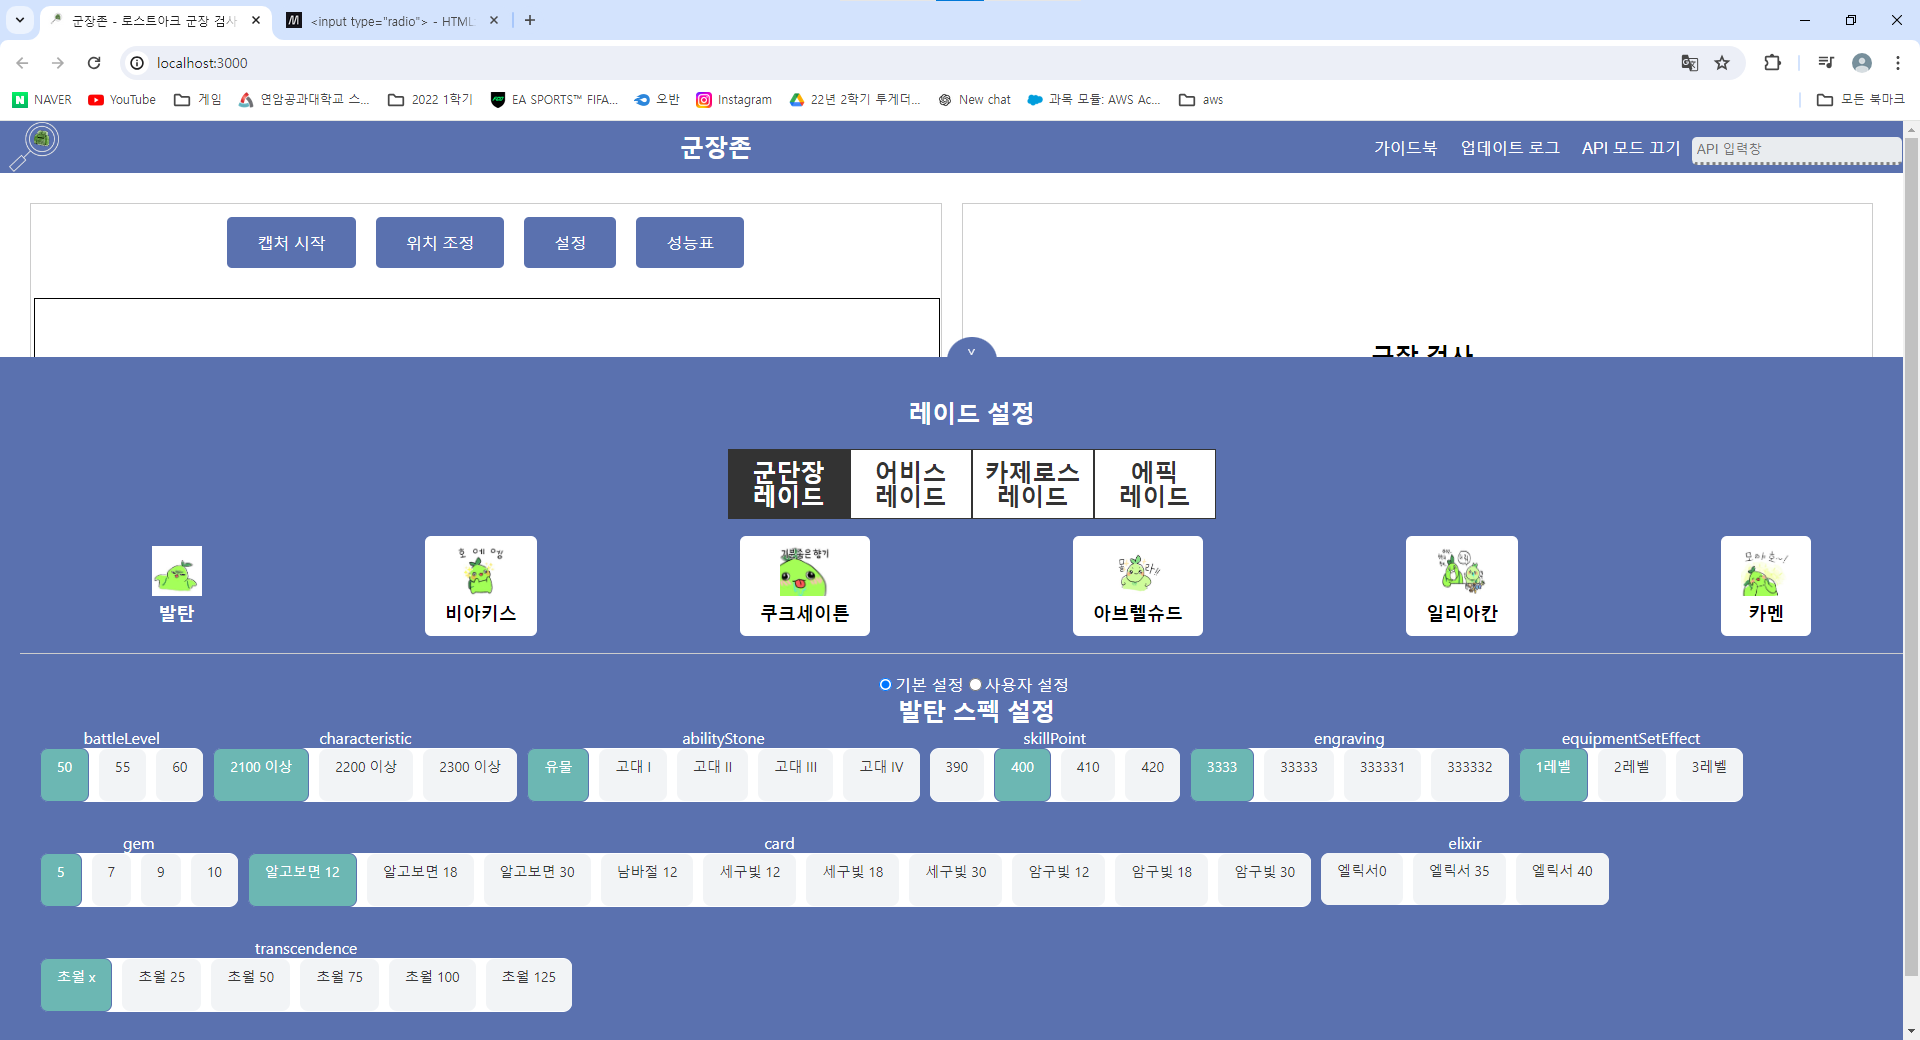 군장존 - 로스트아크 군장 검사
<input type="radio"> - HTML
localhost:3000
NAVER
YouTube
게임
연암공과대학교 스...
2022 1학기
EA SPORTS™ FIFA...
오반
Instagram
22년 2학기 투게더...
New chat
과목 모듈: AWS Ac...
aws
모든 북마크
군장존
가이드북
업데이트 로그
API 모드 끄기
API 입력창
캡처 시작
위치 조정
설정
성능표
군장 검사
v
레이드 설정
군단장
레이드
어비스
레이드
카제로스
레이드
에픽
레이드
발탄
호에엥
비아키스
기분좋은향기
쿠크세이튼
몰라!!
아브렐슈드
일리아칸
카멘
기본 설정
사용자 설정
발탄 스펙 설정
battleLevel
50
55
60
characteristic
2100 이상
2200 이상
2300 이상
abilityStone
유물
고대 I
고대 II
고대 III
고대 IV
skillPoint
390
400
410
420
engraving
3333
33333
333331
333332
equipmentSetEffect
1레벨
2레벨
3레벨
gem
5
7
9
10
card
알고보면 12
알고보면 18
알고보면 30
남바절 12
세구빛 12
세구빛 18
세구빛 30
암구빛 12
암구빛 18
암구빛 30
elixir
엘릭서0
엘릭서 35
엘릭서 40
transcendence
초월 x
초월 25
초월 50
초월 75
초월 100
초월 125